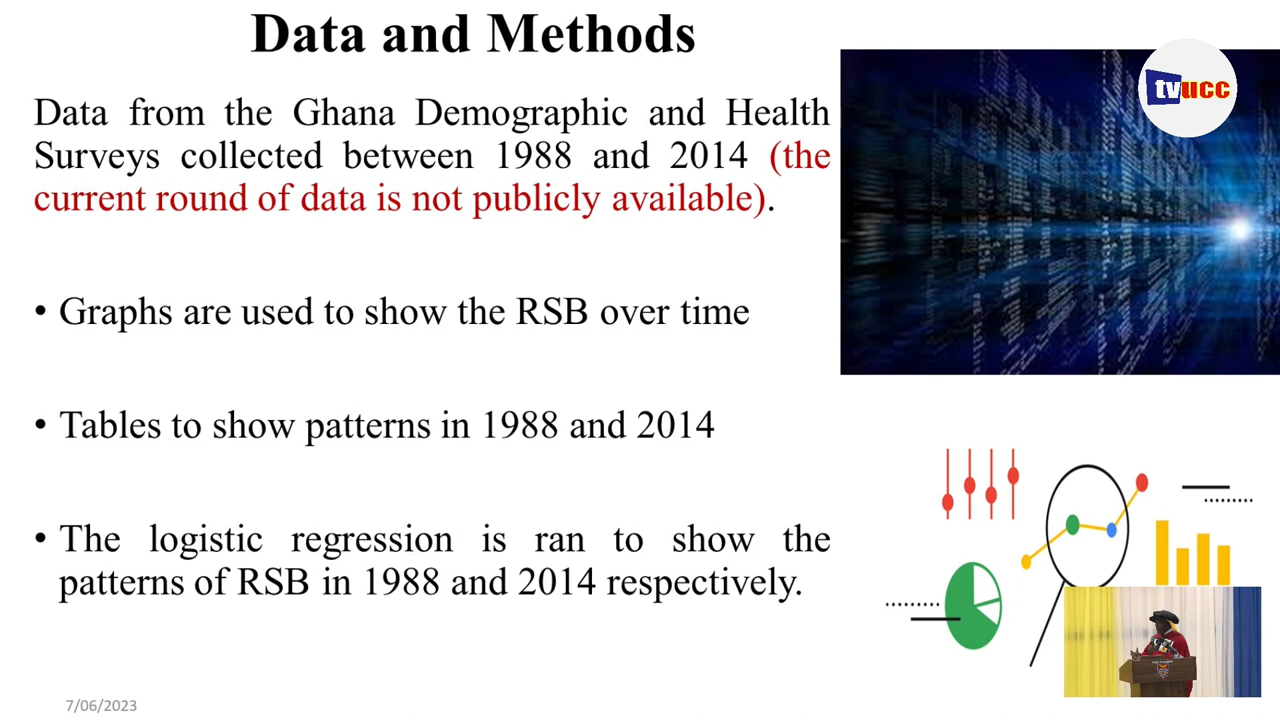 Data and Methods
tvucc
Data from the Ghana Demographic and Health
Surveys collected between 1988 and 2014 (the
current round of data is not publicly available).
• Graphs are used to show the RSB over time
• Tables to show patterns in 1988 and 2014
• The logistic regression is ran to show the
patterns of RSB in 1988 and 2014 respectively.
7/06/2023